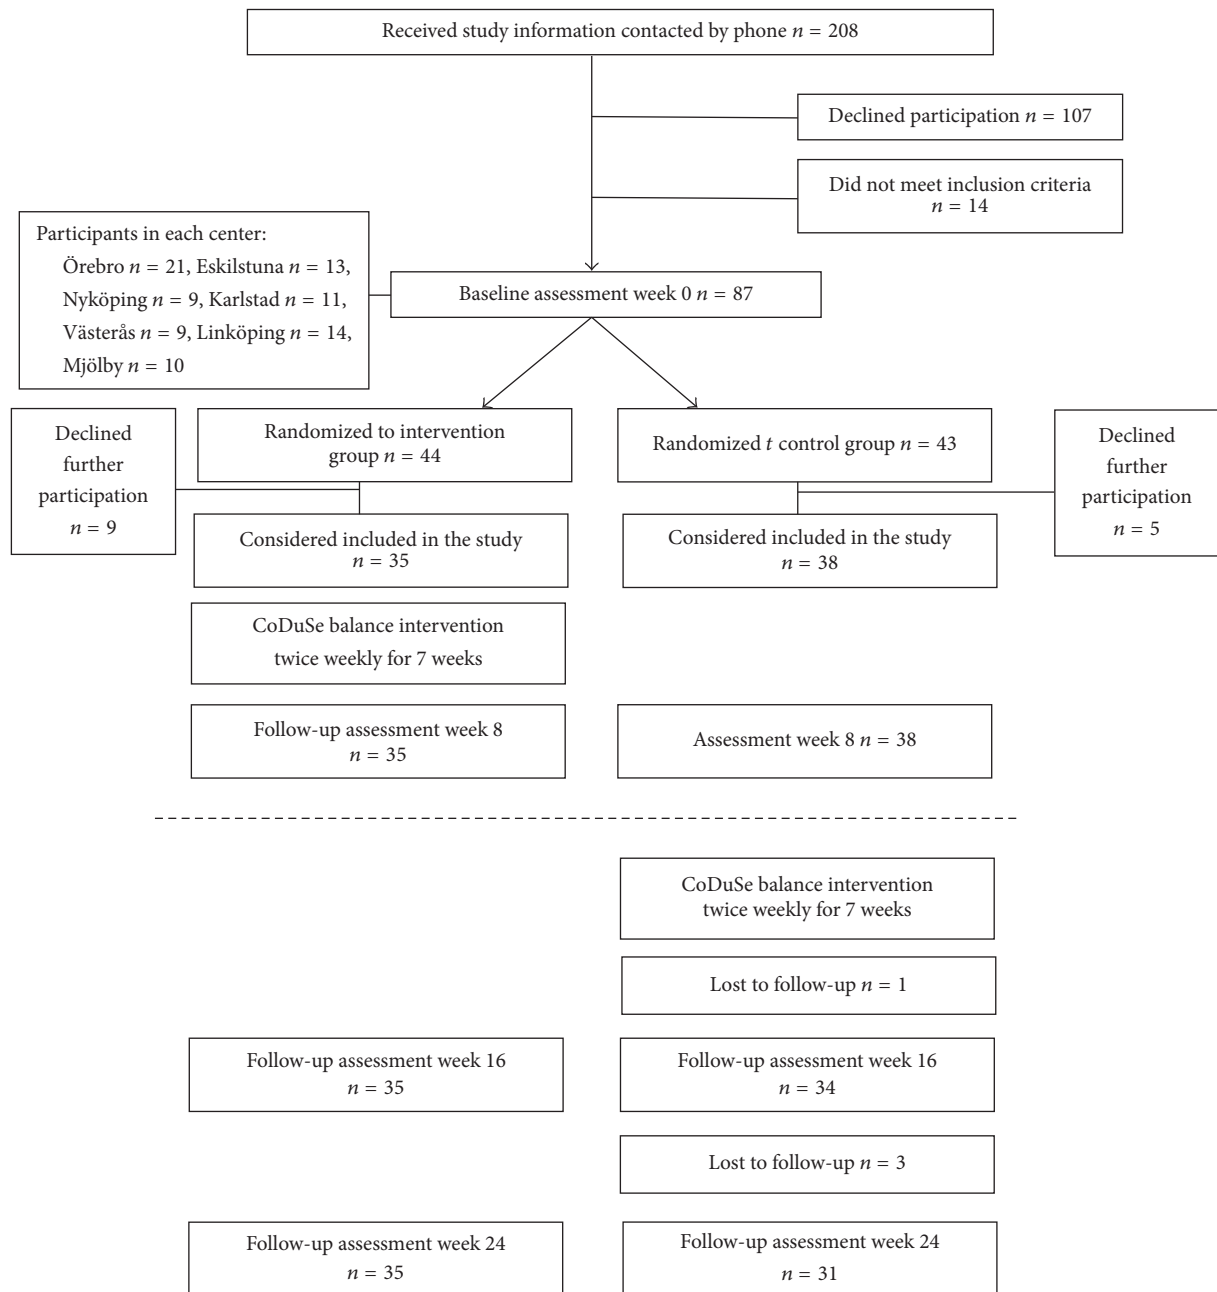 Received study information contacted by phone n = 208
Declined participation n = 107
Did not meet inclusion criteria
n = 14
Participants in each center:
Örebro n = 21, Eskilstuna n = 13,
Nyköping n = 9, Karlstad n = 11,
Västerås n = 9, Linköping n = 14,
Mjölby n = 10
Baseline assessment week 0 n = 87
Declined
further
participation
n = 9
Randomized to intervention
group n = 44
Randomized t control group n = 43
Declined
further
participation
n = 5
Considered included in the study
n = 35
Considered included in the study
n = 38
CoDuSe balance intervention
twice weekly for 7 weeks
Follow-up assessment week 8
n = 35
Assessment week 8 n = 38
CoDuSe balance intervention
twice weekly for 7 weeks
Lost to follow-up n = 1
Follow-up assessment week 16
n = 35
Follow-up assessment week 16
n = 34
Lost to follow-up n = 3
Follow-up assessment week 24
n = 35
Follow-up assessment week 24
n = 31